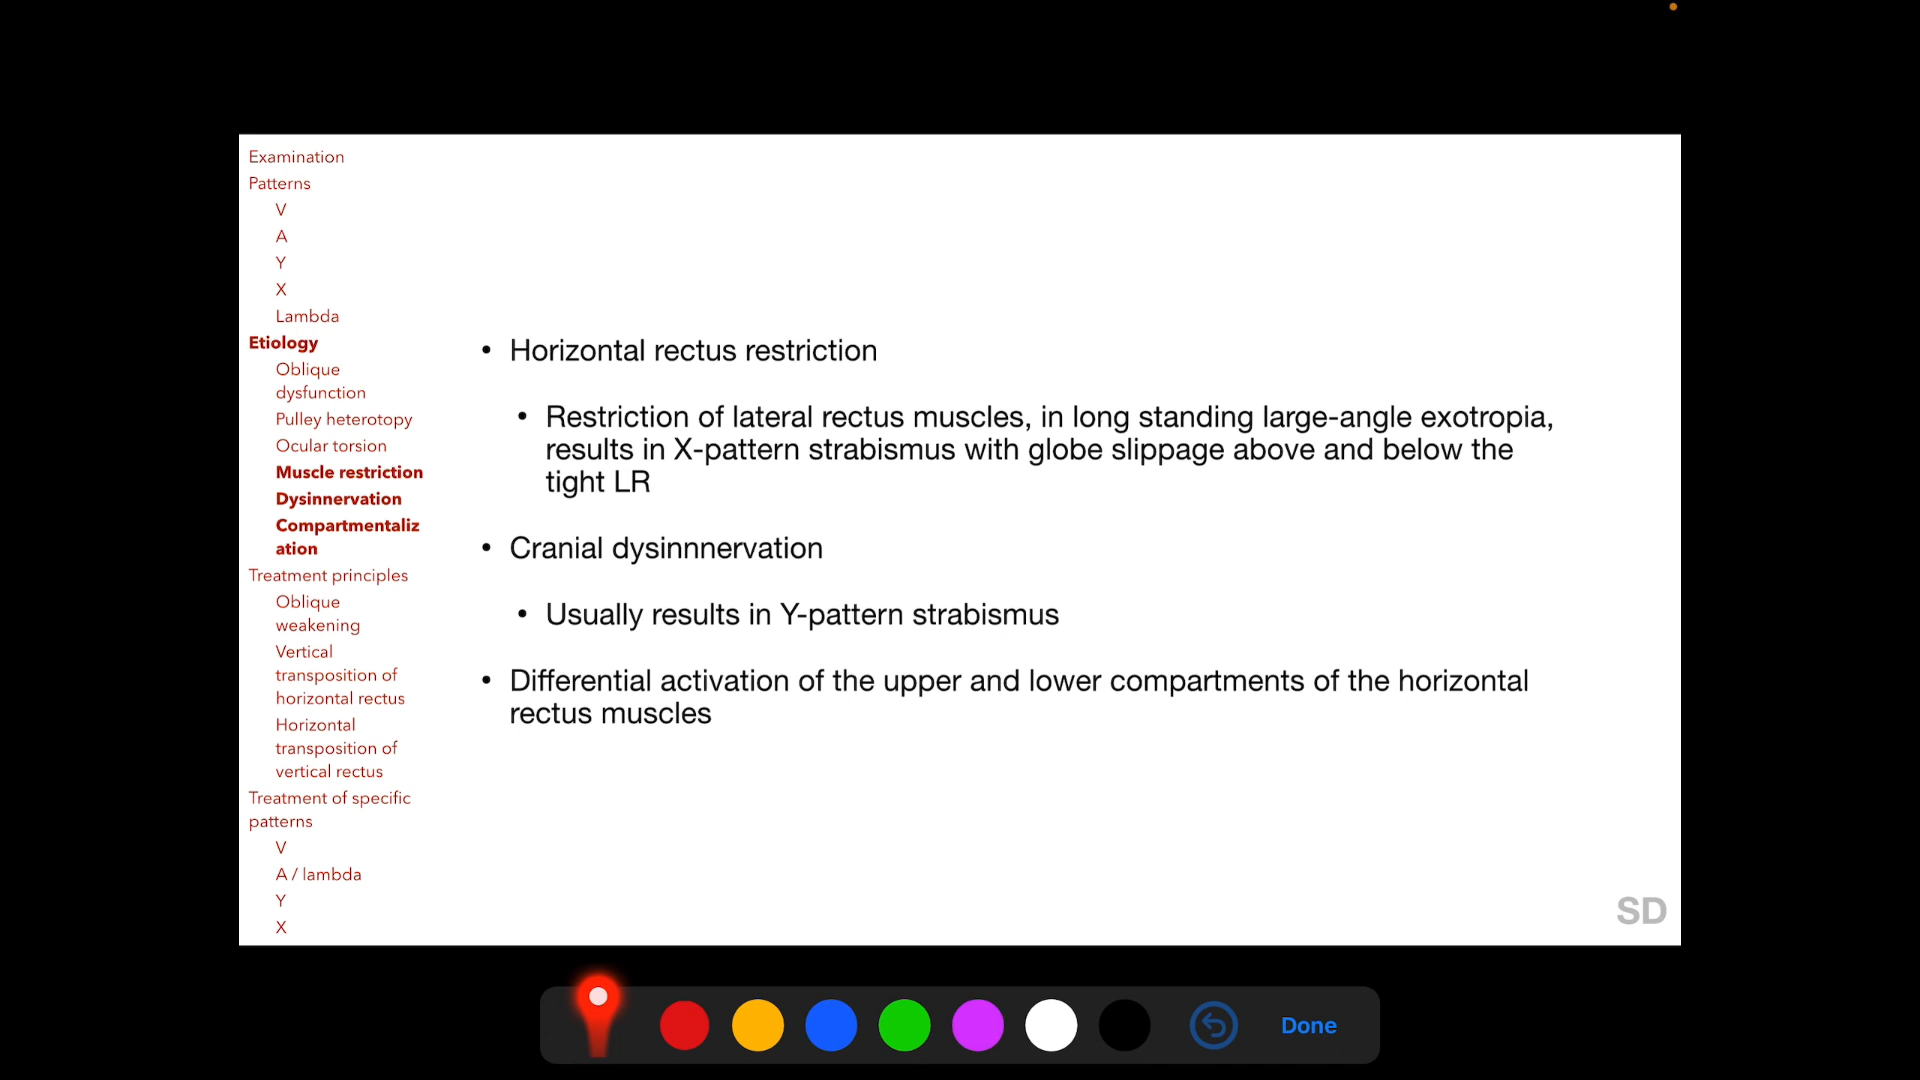 Examination
Patterns
V
A
Y
X
Lambda
Etiology
Oblique
dysfunction
Pulley heterotopy
Ocular torsion
Muscle restriction
Dysinnervation
Compartmentaliz
ation
Treatment principles
Oblique
weakening
Vertical
transposition of
horizontal rectus
Horizontal
transposition of
vertical rectus
Treatment of specific
patterns
V
A / lambda
Y
X
• Horizontal rectus restriction
• Restriction of lateral rectus muscles, in long standing large-angle exotropia,
results in X-pattern strabismus with globe slippage above and below the
tight LR
• Cranial dysinnnervation
• Usually results in Y-pattern strabismus
• Differential activation of the upper and lower compartments of the horizontal
rectus muscles
SD
Done